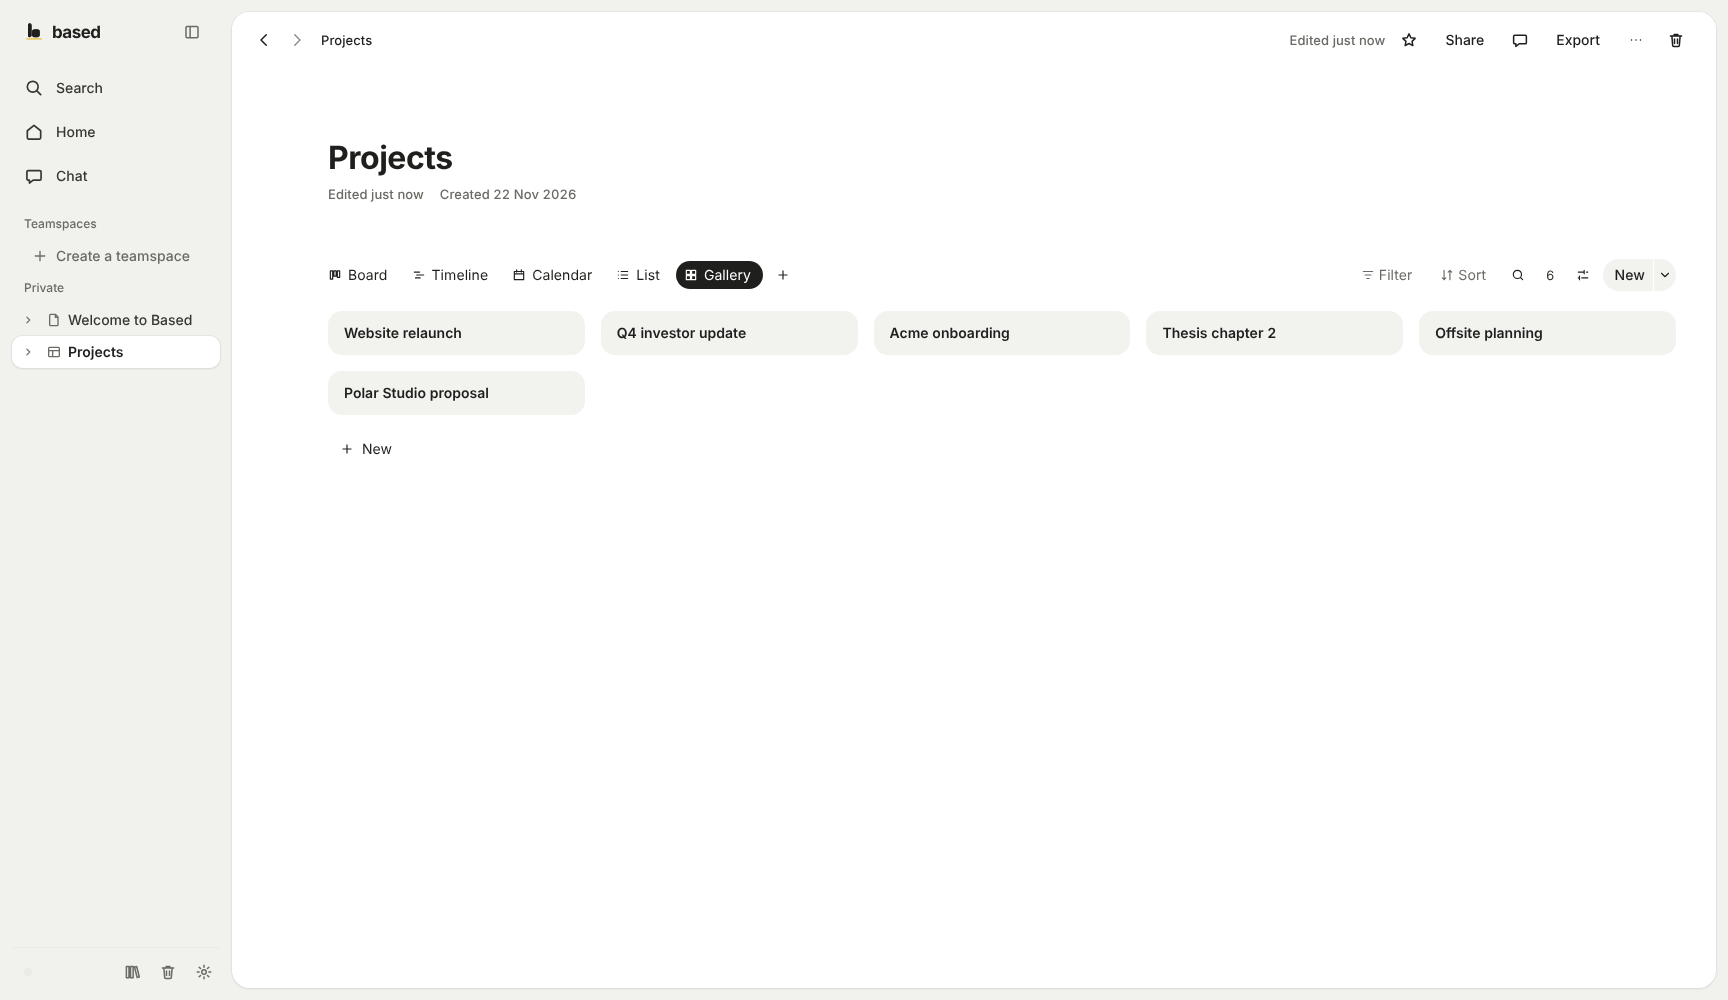 based
Search
Home
Chat
Teamspaces
Create a teamspace
Private
Welcome to Based
Projects
Projects
Edited just now
Share
Export
Projects
Edited just now Created 22 Nov 2026
Board Timeline Calendar List Gallery
Filter Sort 6 New
Website relaunch
Q4 investor update
Acme onboarding
Thesis chapter 2
Offsite planning
Polar Studio proposal
New